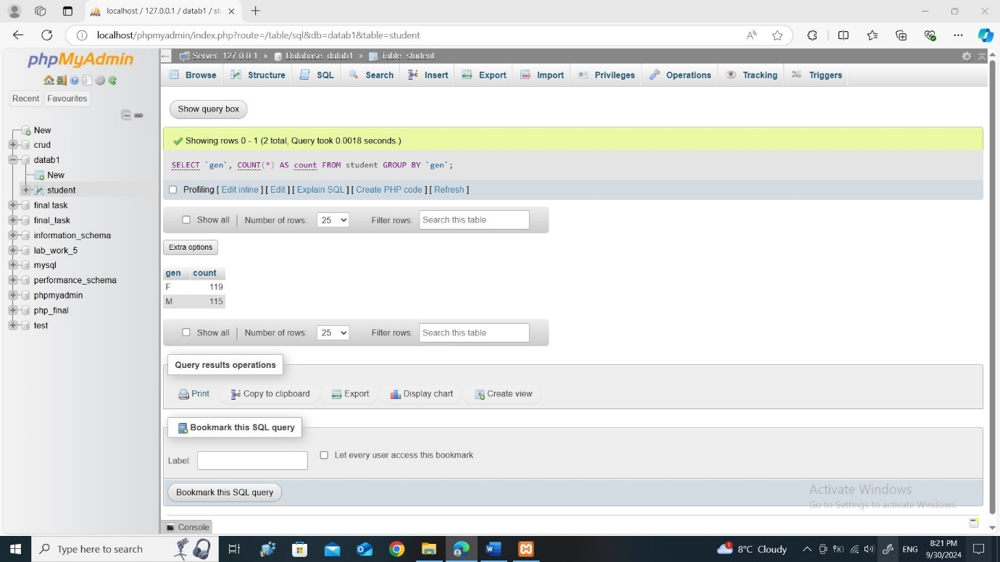 localhost / 127.0.0.1 / datab1 / stu
localhost/phpmyadmin/index.php?route=/table/sql&db=datab1&table=student
phpMyAdmin
Recent Favourites
New
crud
datab1
New
student
final task
final_task
information_schema
lab_work_5
mysql
performance_schema
phpmyadmin
php_final
test
Server: 127.0.0.1 » Database: datab1 » Table: student
Browse Structure SQL Search Insert Export Import Privileges Operations Tracking Triggers
Show query box
Showing rows 0 - 1 (2 total, Query took 0.0018 seconds.)
SELECT `gen`, COUNT(*) AS count FROM student GROUP BY `gen`;
Profiling [ Edit inline ] [ Edit ] [ Explain SQL ] [ Create PHP code ] [ Refresh ]
Show all | Number of rows: 25 Filter rows: Search this table
Extra options
gen count
F 119
M 115
Show all | Number of rows: 25 Filter rows: Search this table
Query results operations
Print Copy to clipboard Export Display chart Create view
Bookmark this SQL query
Label: Let every user access this bookmark
Bookmark this SQL query
Activate Windows
Go to Settings to activate Windows.
Console
Type here to search
1
8°C Cloudy
ENG
8:21 PM
9/30/2024